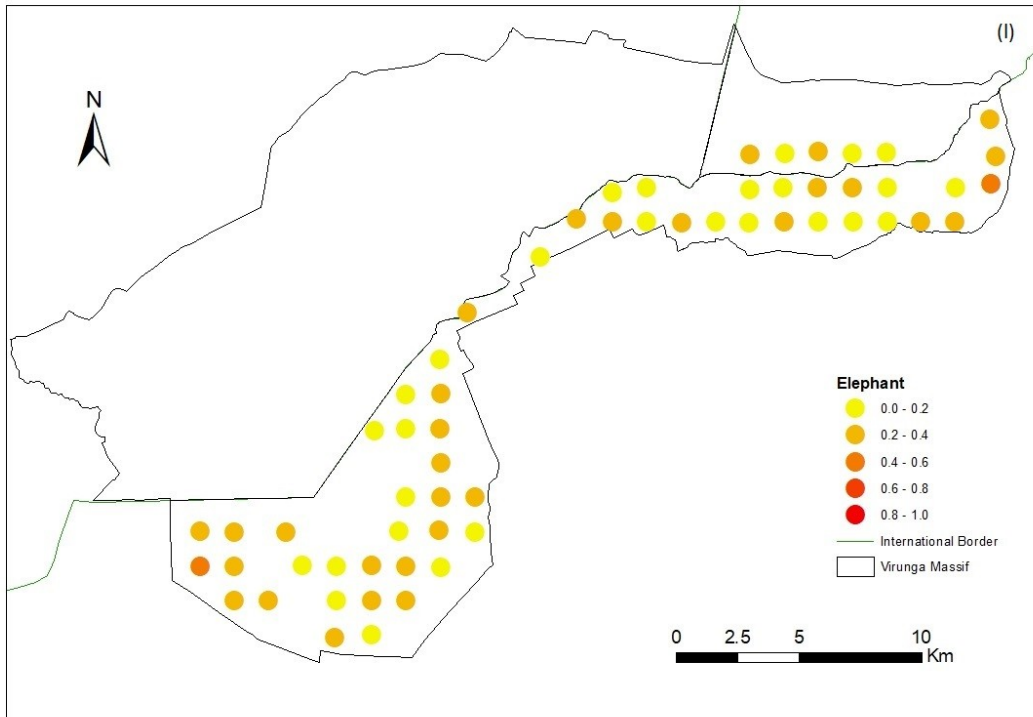 (I)
N
Elephant
0.0 - 0.2
0.2 - 0.4
0.4 - 0.6
0.6 - 0.8
0.8 - 1.0
International Border
Virunga Massif
0 2.5 5 10
Km